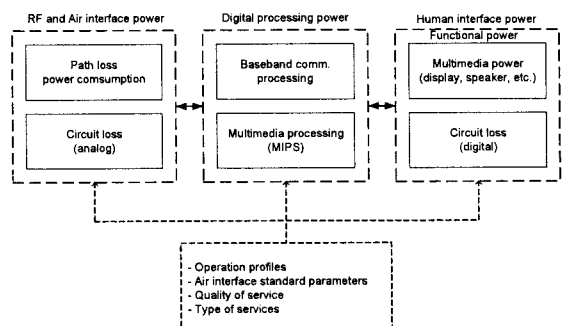 RF and Air interface power
Digital processing power
Human interface power
Functional power
Path loss
power comsumption
Baseband comm.
processing
Multimedia power
(display, speaker, etc.)
Circuit loss
(analog)
Multimedia processing
(MIPS)
Circuit loss
(digital)
- Operation profiles
- Air interface standard parameters
- Quality of service
- Type of services